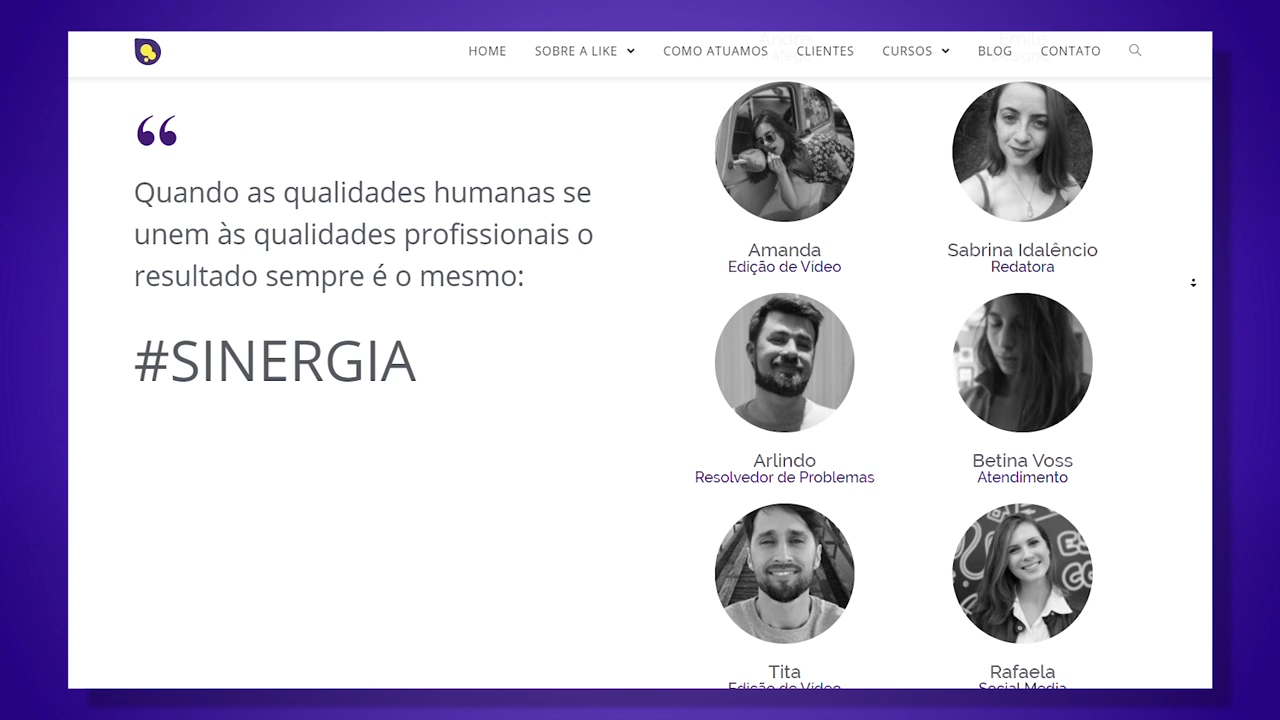 HOME SOBRE A LIKE COMO ATUAMOS CLIENTES CURSOS BLOG CONTATO
“
Quando as qualidades humanas se
unem às qualidades profissionais o
resultado sempre é o mesmo:
#SINERGIA
Amanda
Edição de Vídeo
Sabrina Idalêncio
Redatora
Arlindo
Resolvedor de Problemas
Betina Voss
Atendimento
Tita
Edição de Vídeo
Rafaela
Social Media